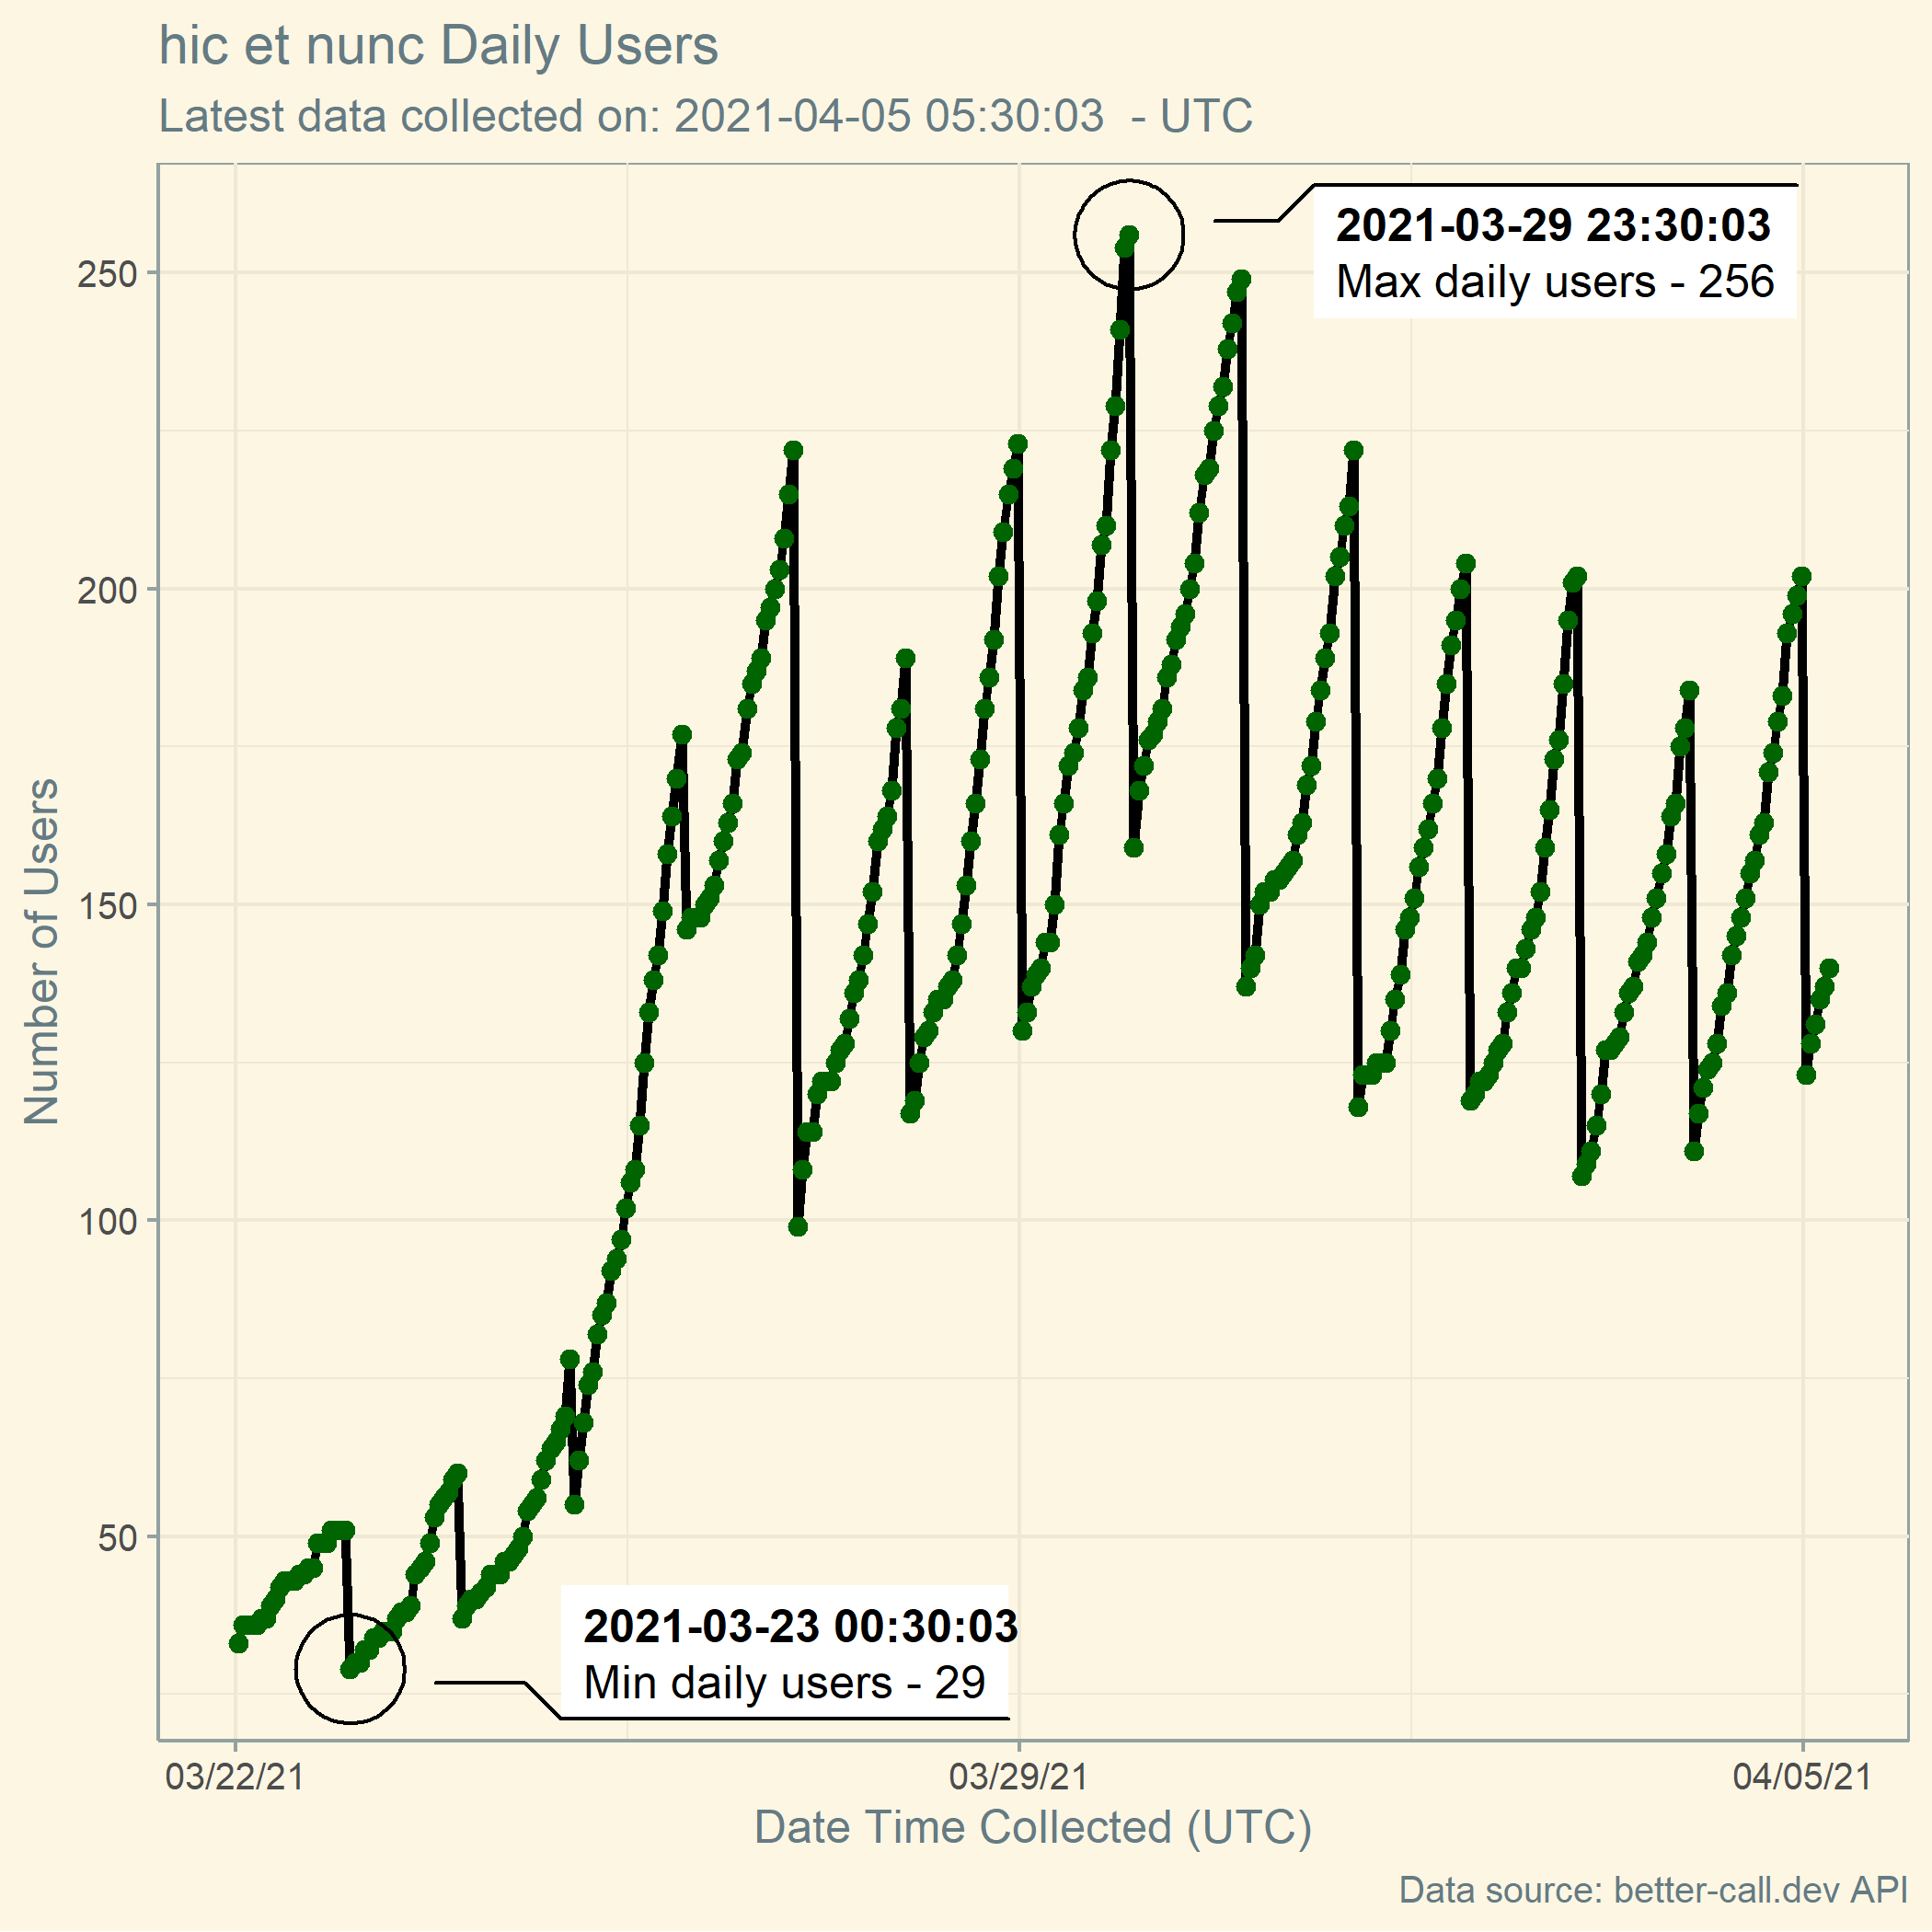 hic et nunc Daily Users
Latest data collected on: 2021-04-05 05:30:03  - UTC
2021-03-29 23:30:03
Max daily users - 256
250
200
150
100
50
Number of Users
2021-03-23 00:30:03
Min daily users - 29
03/22/21
03/29/21
04/05/21
Date Time Collected (UTC)
Data source: better-call.dev API